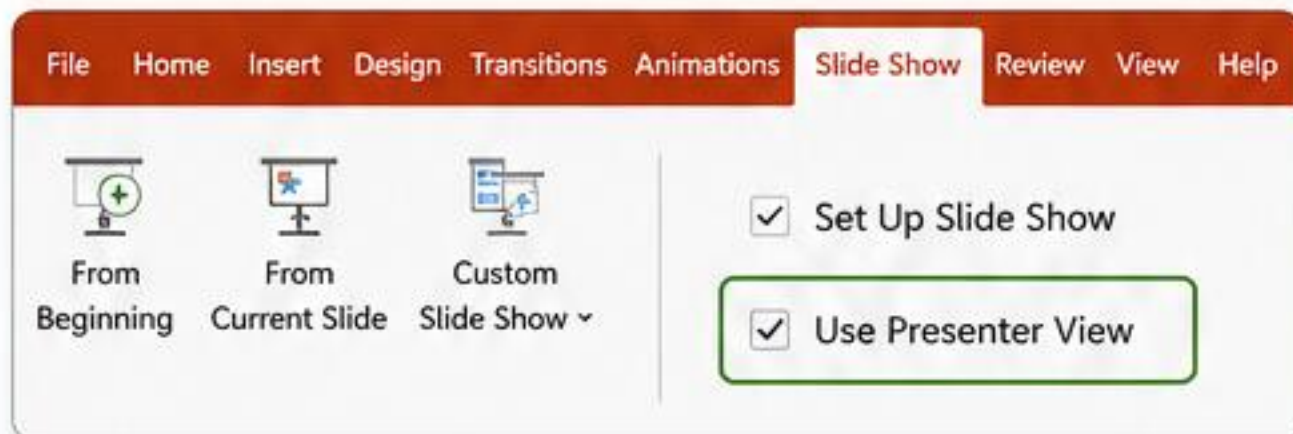 File Home Insert Design Transitions Animations Slide Show Review View Help
From Beginning
From Current Slide
Custom Slide Show
Set Up Slide Show
Use Presenter View